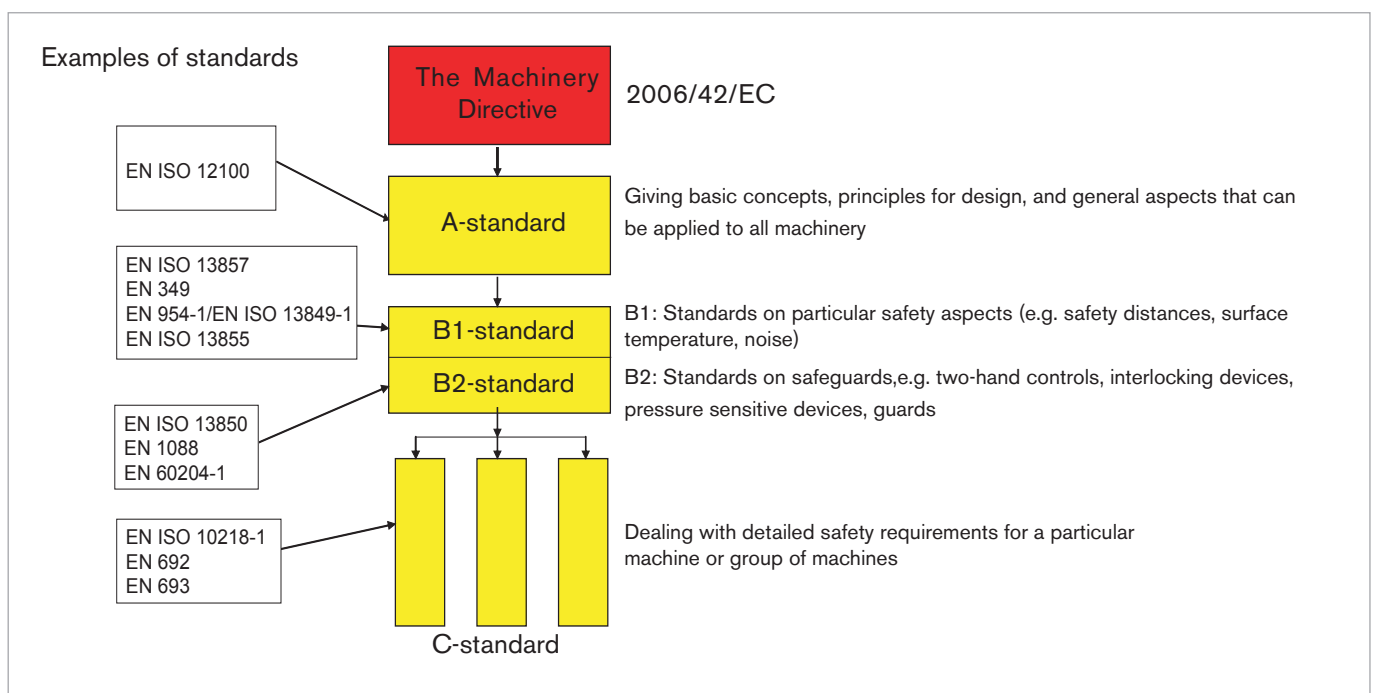 Examples of standards
The Machinery
Directive
2006/42/EC
EN ISO 12100
A-standard
Giving basic concepts, principles for design, and general aspects that can
be applied to all machinery
EN ISO 13857
EN 349
EN 954-1/EN ISO 13849-1
EN ISO 13855
B1-standard
B1: Standards on particular safety aspects (e.g. safety distances, surface
temperature, noise)
B2-standard
B2: Standards on safeguards,e.g. two-hand controls, interlocking devices,
pressure sensitive devices, guards
EN ISO 13850
EN 1088
EN 60204-1
EN ISO 10218-1
EN 692
EN 693
Dealing with detailed safety requirements for a particular
machine or group of machines
C-standard